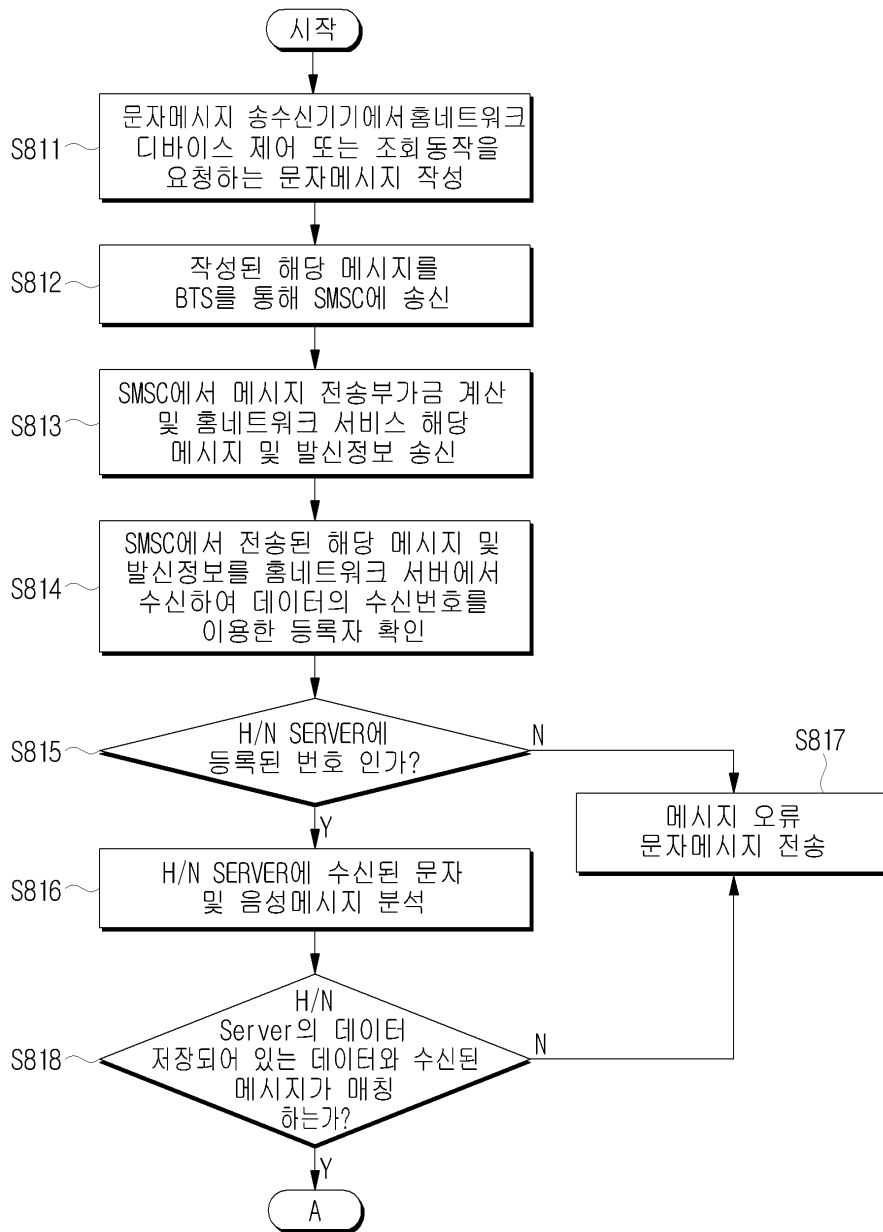 시작
S811
문자메시지 송수신기기에서홈네트워크
디바이스 제어 또는 조회동작을
요청하는 문자메시지 작성
S812
작성된 해당 메시지를
BTS를 통해 SMSC에 송신
S813
SMSC에서 메시지 전송부가금 계산
및 홈네트워크 서비스 해당
메시지 및 발신정보 송신
S814
SMSC에서 전송된 해당 메시지 및
발신정보를 홈네트워크 서버에서
수신하여 데이터의 수신번호를
이용한 등록자 확인
S815
H/N SERVER에
등록된 번호 인가?
N
Y
S817
메시지 오류
문자메시지 전송
S816
H/N SERVER에 수신된 문자
및 음성메시지 분석
S818
H/N
Server의 데이터
저장되어 있는 데이터와 수신된
메시지가 매칭
하는가?
N
Y
A